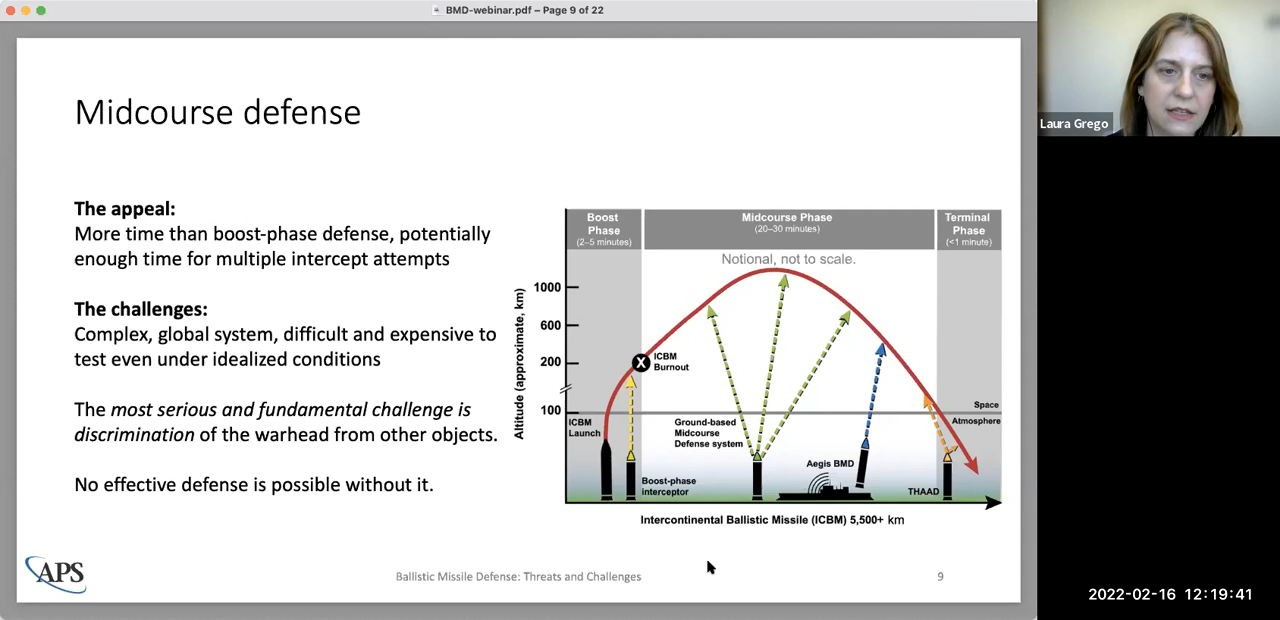 BMD-webinar.pdf – Page 9 of 22
Midcourse defense
The appeal:
More time than boost-phase defense, potentially
enough time for multiple intercept attempts
The challenges:
Complex, global system, difficult and expensive to
test even under idealized conditions
The most serious and fundamental challenge is
discrimination of the warhead from other objects.
No effective defense is possible without it.
Boost
Phase
(2–5 minutes)
Midcourse Phase
(20–30 minutes)
Terminal
Phase
(<1 minute)
Notional, not to scale.
Altitude (approximate, km)
1000
600
200
100
X
ICBM
Burnout
ICBM
Launch
Ground-based
Midcourse
Defense system
Space
Atmosphere
Boost-phase
interceptor
Aegis BMD
THAAD
Intercontinental Ballistic Missile (ICBM) 5,500+ km
APS
Ballistic Missile Defense: Threats and Challenges
9
Laura Grego
2022-02-16 12:19:41